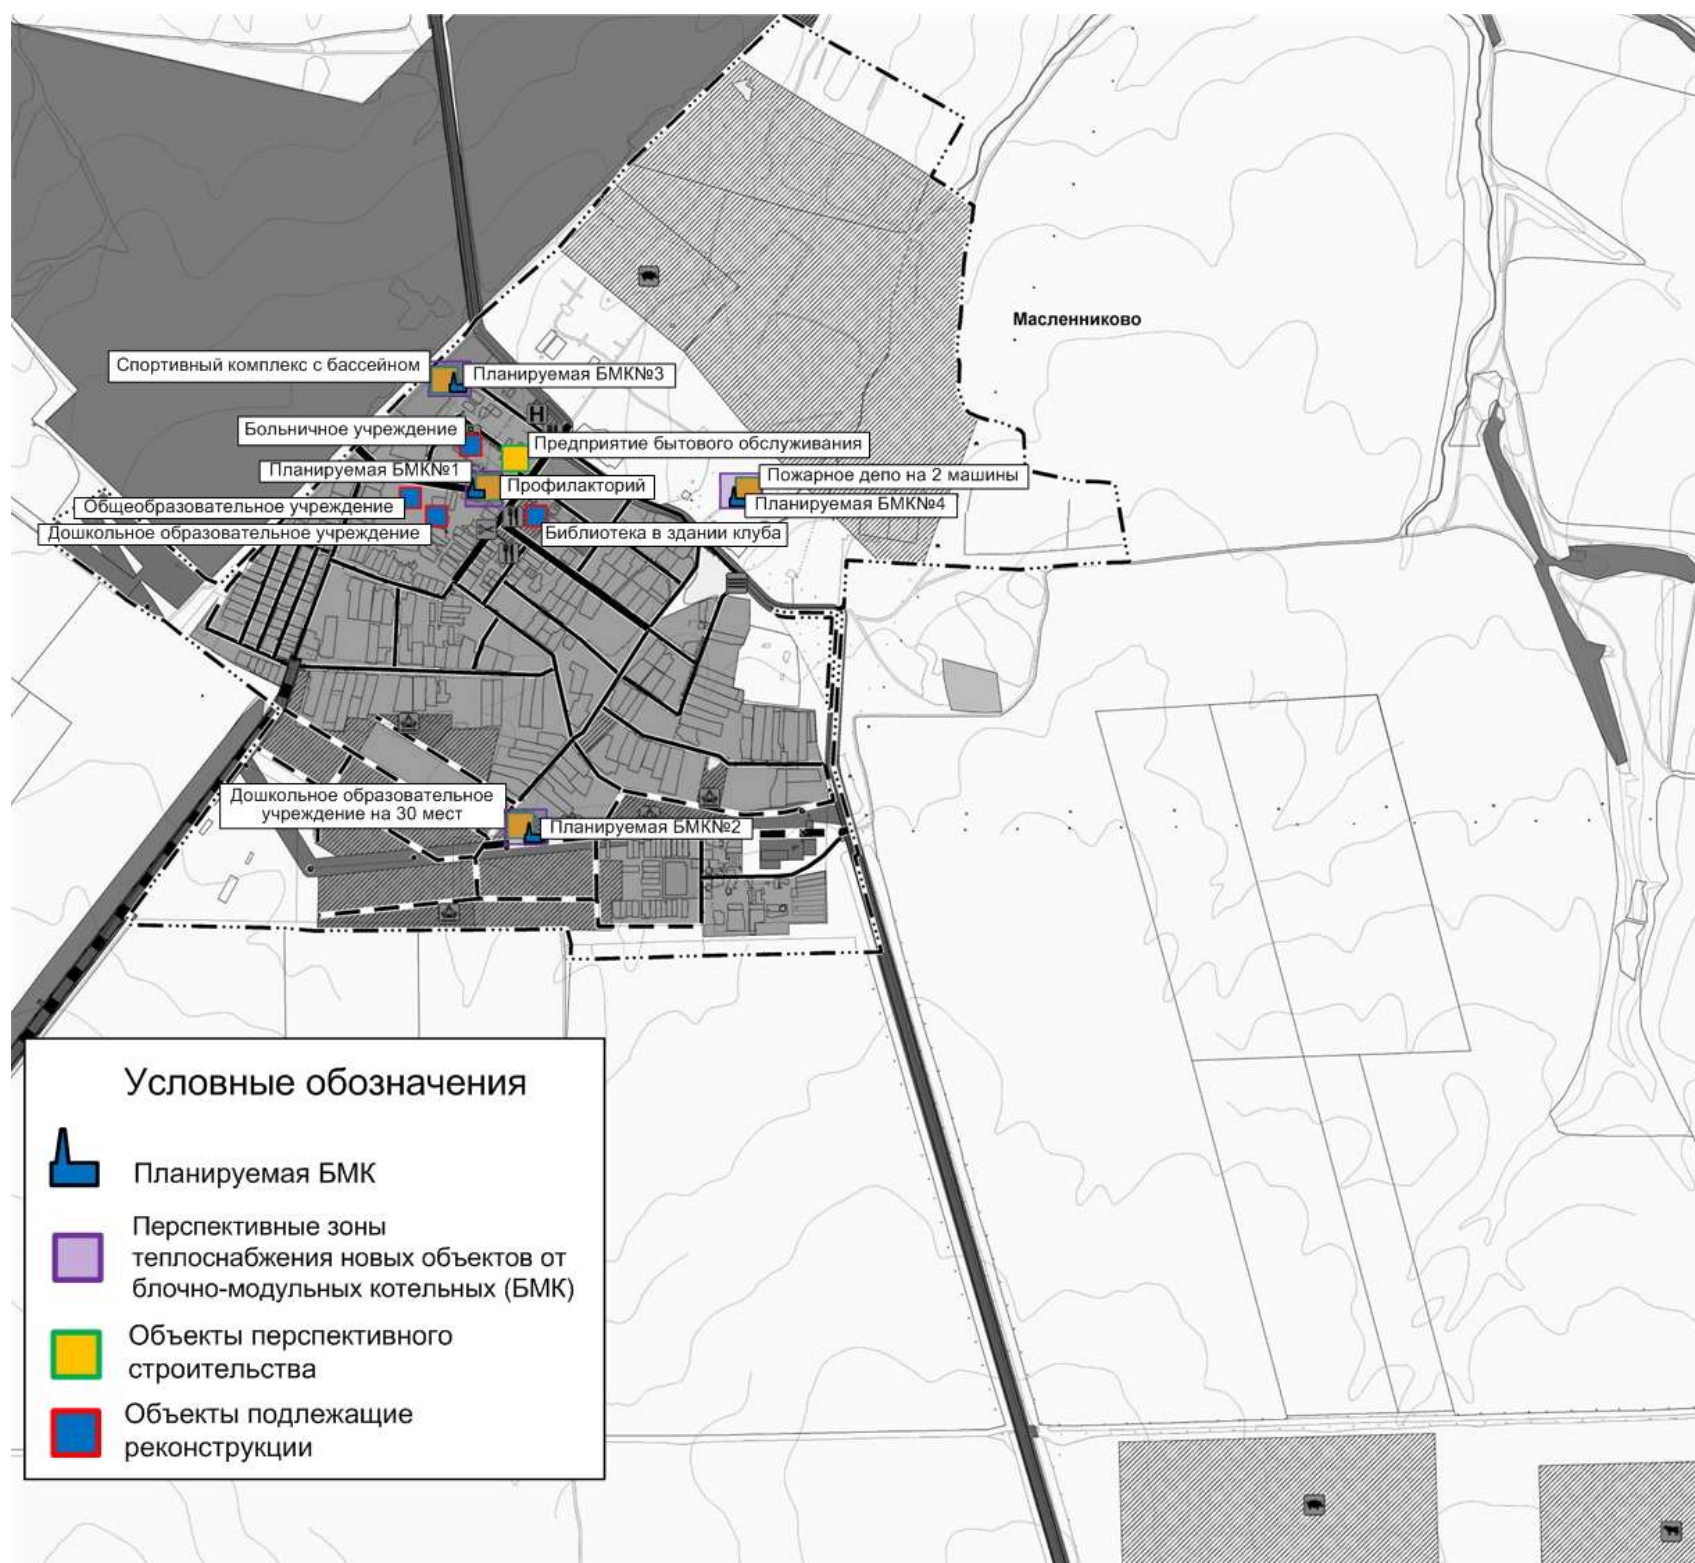 Масленниково
Спортивный комплекс с бассейном
Планируемая БМК№3
Н
Больничное учреждение
Предприятие бытового обслуживания
Планируемая БМК№1
Пожарное депо на 2 машины
Профилакторий
Общеобразовательное учреждение
Планируемая БМК№4
Дошкольное образовательное учреждение
Библиотека в здании клуба
Дошкольное образовательное
учреждение на 30 мест
Планируемая БМК№2
Условные обозначения
Планируемая БМК
Перспективные зоны
теплоснабжения новых объектов от
блочно-модульных котельных (БМК)
Объекты перспективного
строительства
Объекты подлежащие
реконструкции